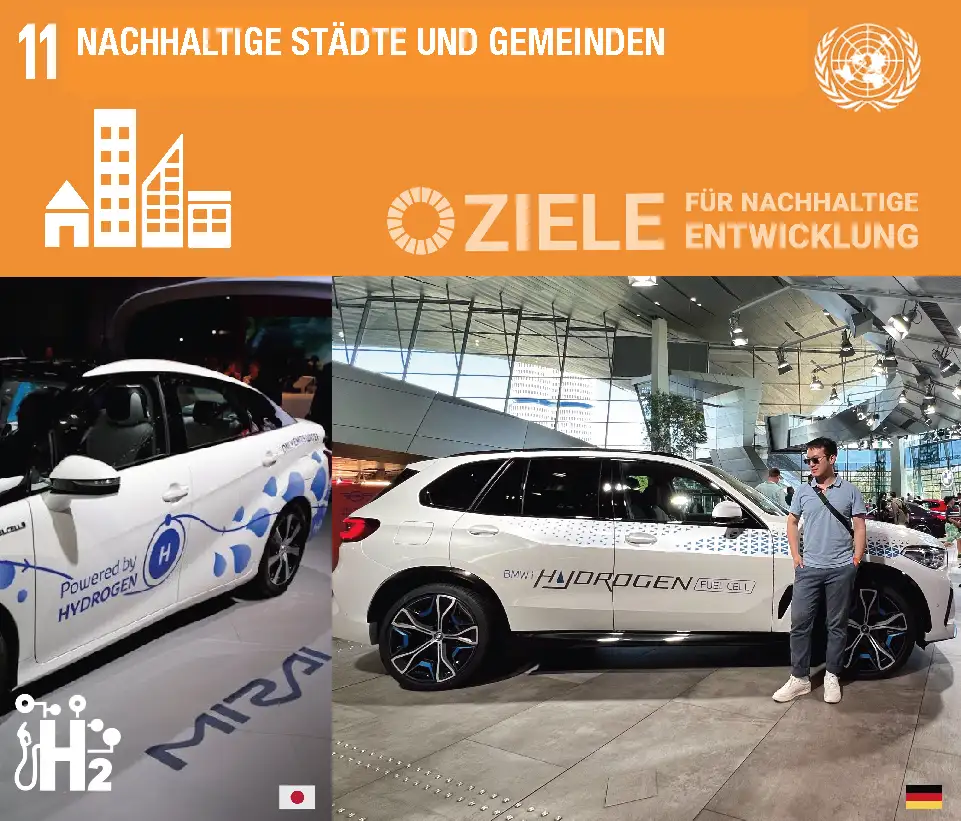 11 NACHHALTIGE STÄDTE UND GEMEINDEN
ZIELE FÜR NACHHALTIGE
ENTWICKLUNG
Powered by
HYDROGEN
H
MIRAI
BMW i HYDROGEN FUEL CELL
H2